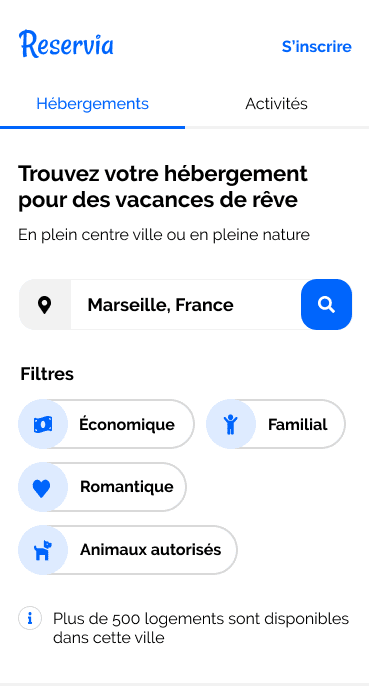 Reservia
S'inscrire
Hébergements
Activités
Trouvez votre hébergement
pour des vacances de rêve
En plein centre ville ou en pleine nature
Marseille, France
Filtres
Économique
Familial
Romantique
Animaux autorisés
Plus de 500 logements sont disponibles
dans cette ville